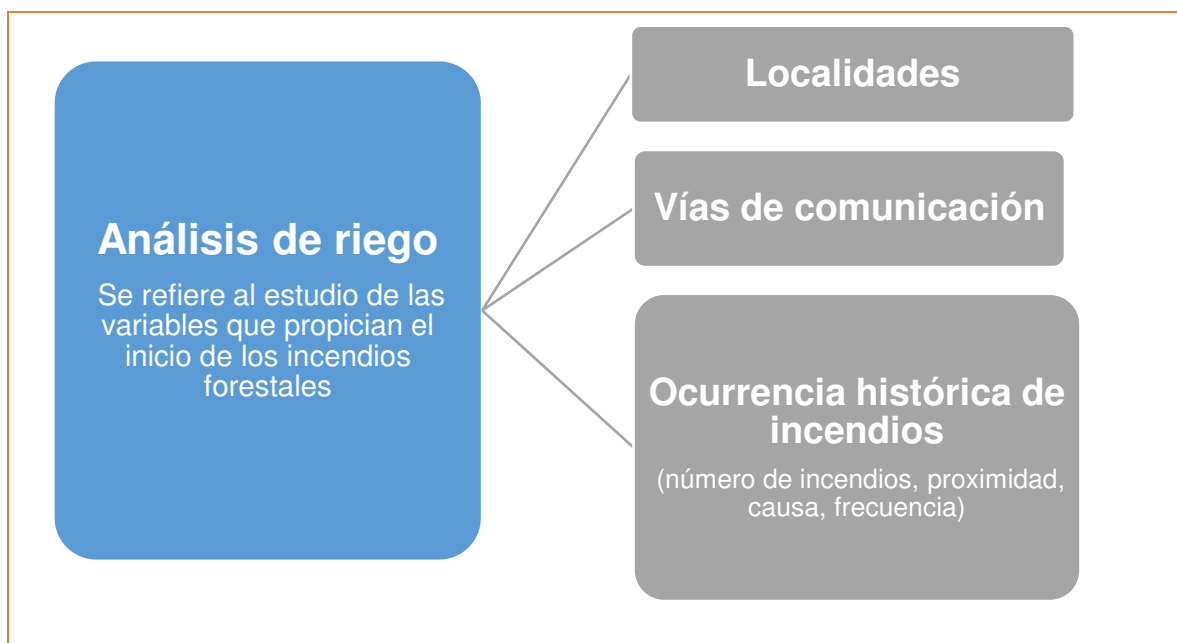 Análisis de riego
Se refiere al estudio de las
variables que propician el
inicio de los incendios
forestales
Localidades
Vías de comunicación
Ocurrencia histórica de
incendios
(número de incendios, proximidad,
causa, frecuencia)